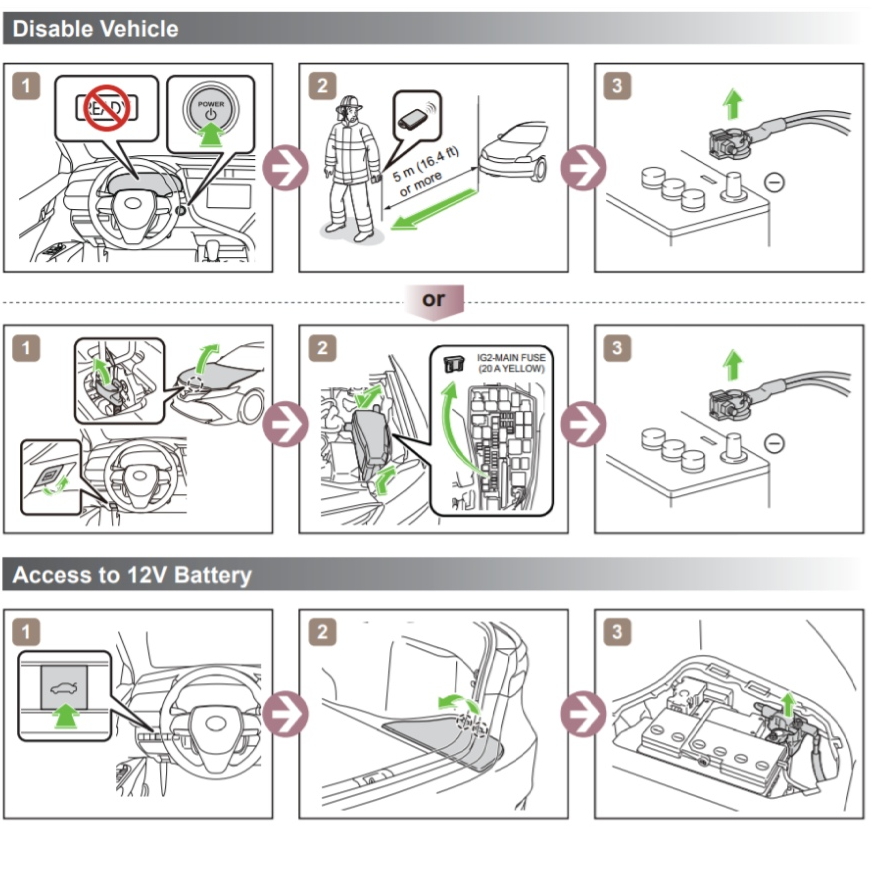 Disable Vehicle
1
READY
POWER
2
5 m (16.4 ft)
or more
3
or
1
2
IG2-MAIN FUSE
(20 A YELLOW)
3
Access to 12V Battery
1
2
3